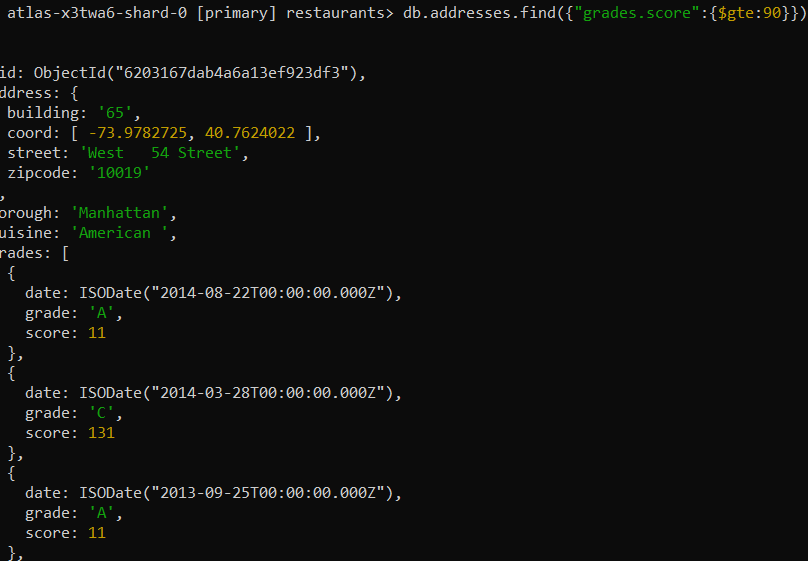 atlas-x3twa6-shard-0 [primary] restaurants> db.addresses.find({"grades.score":{$gte:90}})
id: ObjectId("6203167dab4a6a13ef923df3"),
ddress: {
building: '65',
coord: [ -73.9782725, 40.7624022 ],
street: 'West   54 Street',
zipcode: '10019'
,
orough: 'Manhattan',
uisine: 'American ',
rades: [
{
date: ISODate("2014-08-22T00:00:00.000Z"),
grade: 'A',
score: 11
},
{
date: ISODate("2014-03-28T00:00:00.000Z"),
grade: 'C',
score: 131
},
{
date: ISODate("2013-09-25T00:00:00.000Z"),
grade: 'A',
score: 11
},